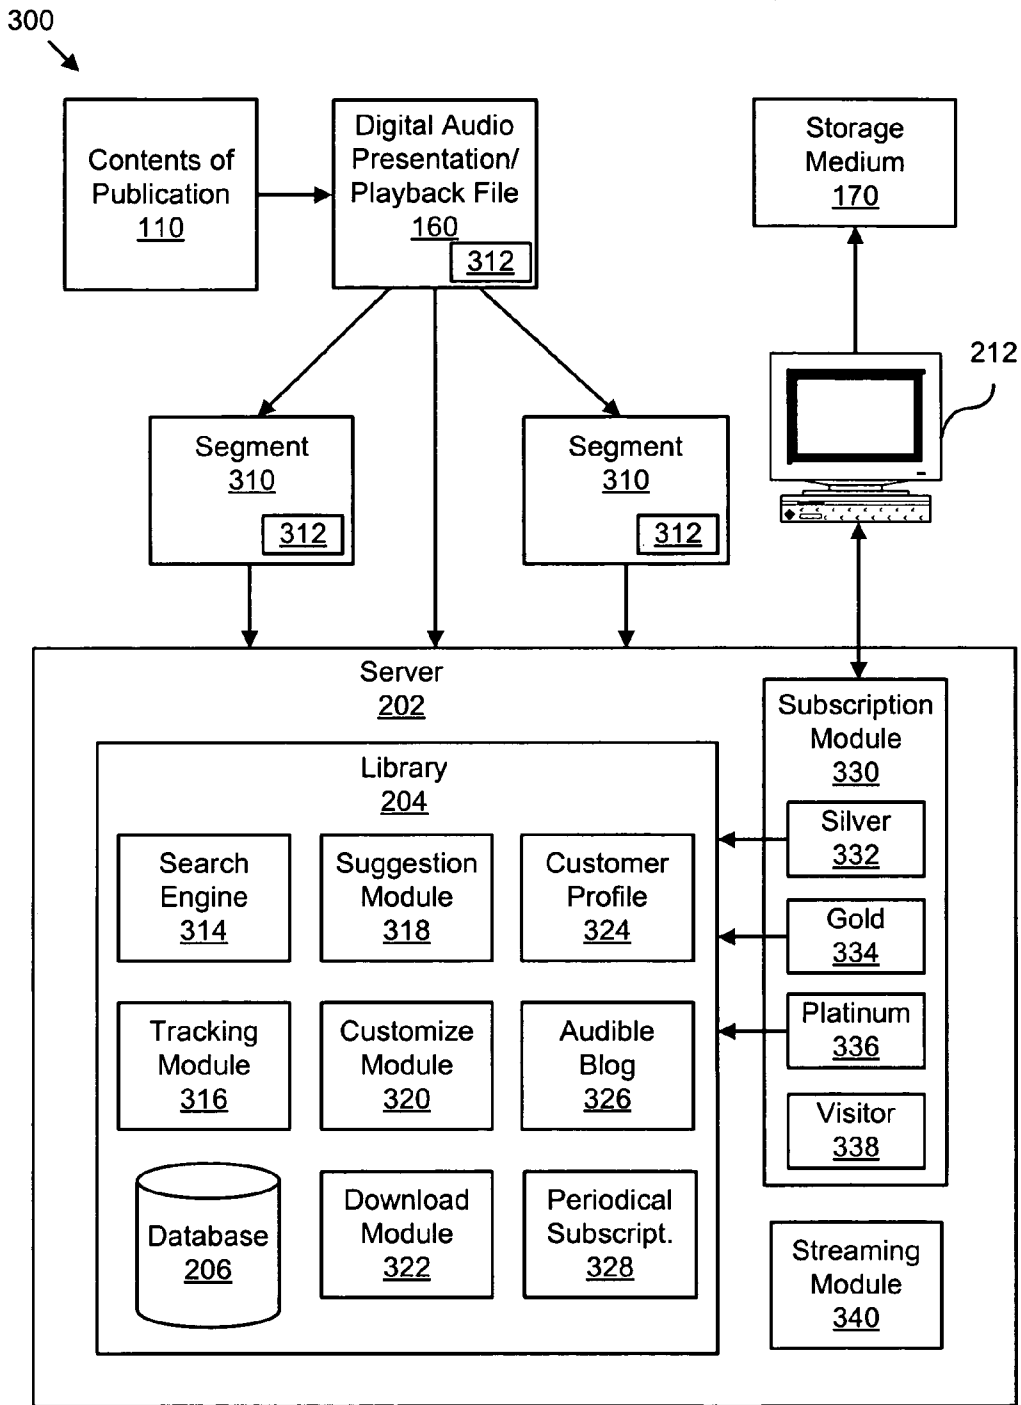 300
Contents of
Publication
110
Digital Audio
Presentation/
Playback File
160
312
Storage
Medium
170
212
Segment
310
312
Segment
310
312
Server
202
Library
204
Search
Engine
314
Suggestion
Module
318
Customer
Profile
324
Tracking
Module
316
Customize
Module
320
Audible
Blog
326
Database
206
Download
Module
322
Periodical
Subscript.
328
Subscription
Module
330
Silver
332
Gold
334
Platinum
336
Visitor
338
Streaming
Module
340